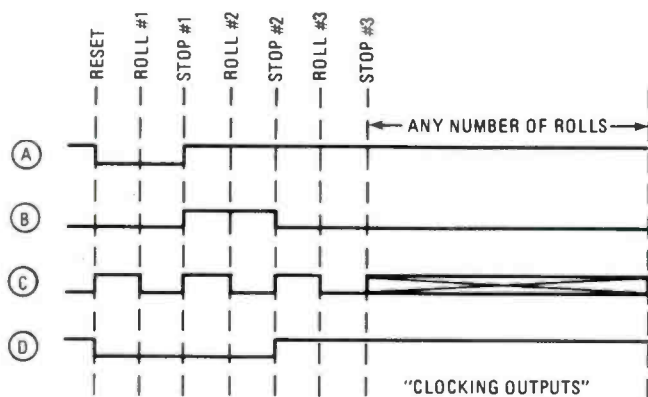 RESET
ROLL #1
STOP #1
ROLL #2
STOP #2
ROLL #3
STOP #3
ANY NUMBER OF ROLLS
A
B
C
D
"CLOCKING OUTPUTS"